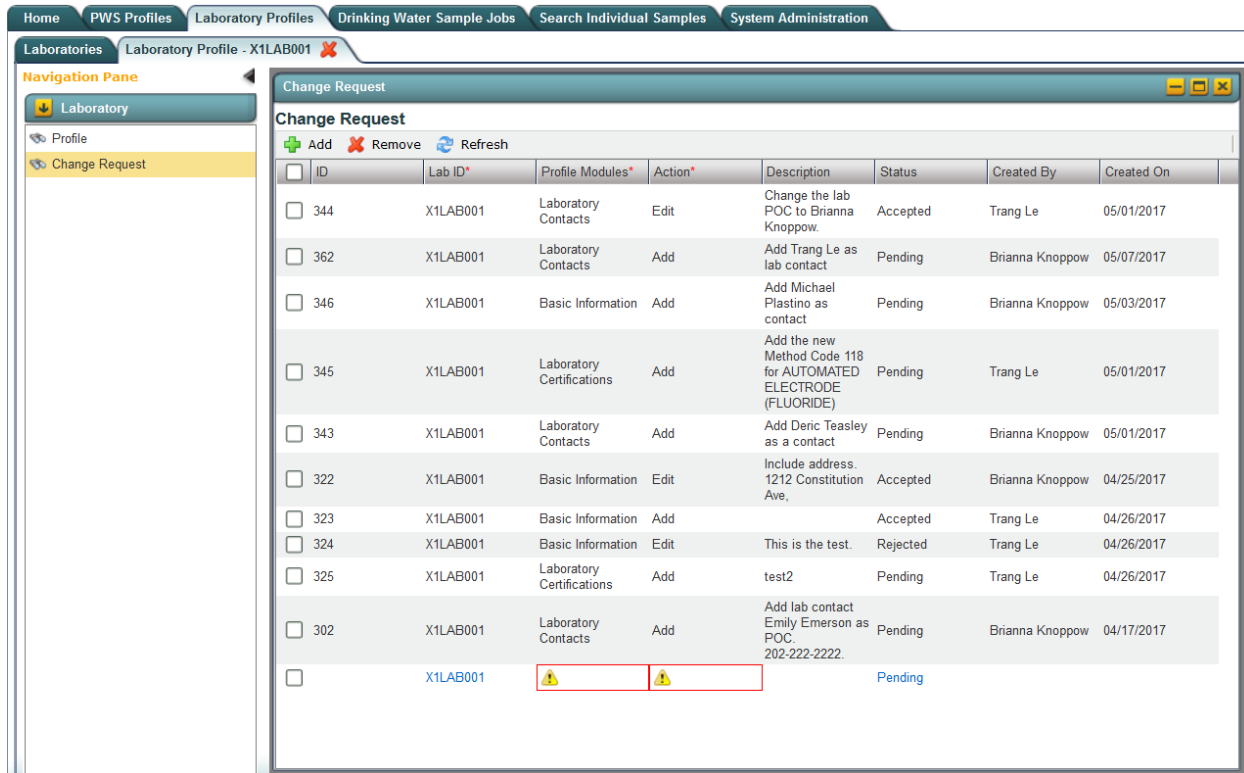 Home PWS Profiles Laboratory Profiles Drinking Water Sample Jobs Search Individual Samples System Administration
Laboratories Laboratory Profile - X1LAB001
Navigation Pane
Laboratory
Profile
Change Request
Change Request
Change Request
Add Remove Refresh
ID Lab ID* Profile Modules* Action* Description Status Created By Created On
344 X1LAB001 Laboratory Contacts Edit Change the lab POC to Brianna Knoppow. Accepted Trang Le 05/01/2017
362 X1LAB001 Laboratory Contacts Add Add Trang Le as lab contact Pending Brianna Knoppow 05/07/2017
346 X1LAB001 Basic Information Add Add Michael Plastino as contact Pending Brianna Knoppow 05/03/2017
345 X1LAB001 Laboratory Certifications Add Add the new Method Code 118 for AUTOMATED ELECTRODE (FLUORIDE) Pending Trang Le 05/01/2017
343 X1LAB001 Laboratory Contacts Add Add Deric Teasley as a contact Pending Brianna Knoppow 05/01/2017
322 X1LAB001 Basic Information Edit Include address. 1212 Constitution Ave, Accepted Brianna Knoppow 04/25/2017
323 X1LAB001 Basic Information Add Accepted Trang Le 04/26/2017
324 X1LAB001 Basic Information Edit This is the test. Rejected Trang Le 04/26/2017
325 X1LAB001 Laboratory Certifications Add test2 Pending Trang Le 04/26/2017
302 X1LAB001 Laboratory Contacts Add Add lab contact Emily Emerson as POC. 202-222-2222. Pending Brianna Knoppow 04/17/2017
X1LAB001 Pending